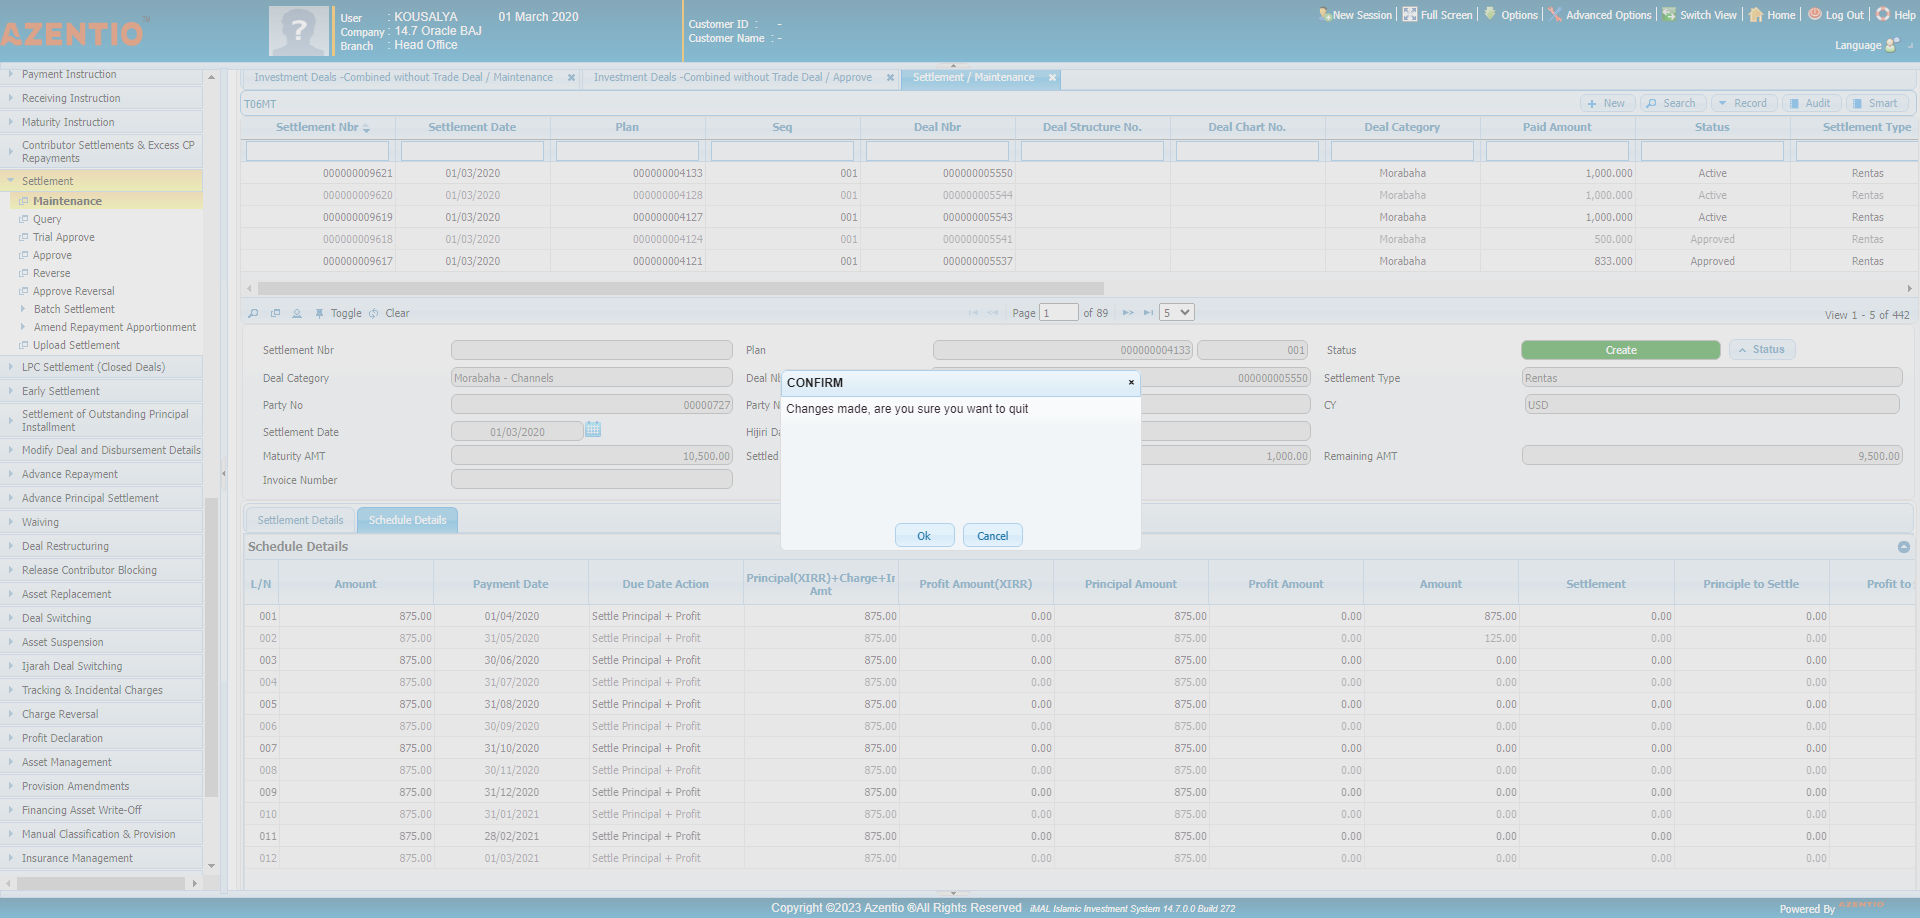 AZENTIO
User : KOUSALYA 01 March 2020
Company : 14.7 Oracle BAJ
Branch : Head Office
Customer ID : -
Customer Name : -
New Session Full Screen Options Advanced Options Switch View Home Log Out Help
Language
Payment Instruction
Receiving Instruction
Maturity Instruction
Contributor Settlements & Excess CP
Repayments
Settlement
Maintenance
Query
Trial Approve
Approve
Reverse
Approve Reversal
Batch Settlement
Amend Repayment Apportionment
Upload Settlement
LPC Settlement (Closed Deals)
Early Settlement
Settlement of Outstanding Principal
Installment
Modify Deal and Disbursement Details
Advance Repayment
Advance Principal Settlement
Waiving
Deal Restructuring
Release Contributor Blocking
Asset Replacement
Deal Switching
Asset Suspension
Ijarah Deal Switching
Tracking & Incidental Charges
Charge Reversal
Profit Declaration
Asset Management
Provision Amendments
Financing Asset Write-Off
Manual Classification & Provision
Insurance Management
Investment Deals -Combined without Trade Deal / Maintenance Investment Deals -Combined without Trade Deal / Approve Settlement / Maintenance
T06MT New Search Record Audit Smart
Settlement Nbr Settlement Date Plan Seq Deal Nbr Deal Structure No. Deal Chart No. Deal Category Paid Amount Status Settlement Type
000000009621 01/03/2020 000000004133 001 000000005550 Morabaha 1,000.000 Active Rentas
000000009620 01/03/2020 000000004128 001 000000005544 Morabaha 1,000.000 Active Rentas
000000009619 01/03/2020 000000004127 001 000000005543 Morabaha 1,000.000 Active Rentas
000000009618 01/03/2020 000000004124 001 000000005541 Morabaha 500.000 Approved Rentas
000000009617 01/03/2020 000000004121 001 000000005537 Morabaha 833.000 Approved Rentas
Toggle Clear Page 1 of 89 5 View 1 - 5 of 442
Settlement Nbr Plan 000000004133 001 Status Create Status
Deal Category Morabaha - Channels Deal 000000005550 Settlement Type Rentas
Party No 00000727 Party CY USD
Settlement Date 01/03/2020 Hijiri
Maturity AMT 10,500.00 Settled 1,000.00 Remaining AMT 9,500.00
Invoice Number
CONFIRM ×
Changes made, are you sure you want to quit
Ok Cancel
Settlement Details Schedule Details
Schedule Details
L/N Amount Payment Date Due Date Action Principal(XIRR)+Charge+Ir Amt Profit Amount(XIRR) Principal Amount Profit Amount Amount Settlement Principle to Settle Profit to
001 875.00 01/04/2020 Settle Principal + Profit 875.00 0.00 875.00 0.00 875.00 0.00 0.00
002 875.00 31/05/2020 Settle Principal + Profit 875.00 0.00 875.00 0.00 125.00 0.00 0.00
003 875.00 30/06/2020 Settle Principal + Profit 875.00 0.00 875.00 0.00 0.00 0.00 0.00
004 875.00 31/07/2020 Settle Principal + Profit 875.00 0.00 875.00 0.00 0.00 0.00 0.00
005 875.00 31/08/2020 Settle Principal + Profit 875.00 0.00 875.00 0.00 0.00 0.00 0.00
006 875.00 30/09/2020 Settle Principal + Profit 875.00 0.00 875.00 0.00 0.00 0.00 0.00
007 875.00 31/10/2020 Settle Principal + Profit 875.00 0.00 875.00 0.00 0.00 0.00 0.00
008 875.00 30/11/2020 Settle Principal + Profit 875.00 0.00 875.00 0.00 0.00 0.00 0.00
009 875.00 31/12/2020 Settle Principal + Profit 875.00 0.00 875.00 0.00 0.00 0.00 0.00
010 875.00 31/01/2021 Settle Principal + Profit 875.00 0.00 875.00 0.00 0.00 0.00 0.00
011 875.00 28/02/2021 Settle Principal + Profit 875.00 0.00 875.00 0.00 0.00 0.00 0.00
012 875.00 01/03/2021 Settle Principal + Profit 875.00 0.00 875.00 0.00 0.00 0.00 0.00
Copyright ©2023 Azentio ®All Rights Reserved iMAL Islamic Investment System 14.7.0.0 Build 272
Powered By AZENTIO